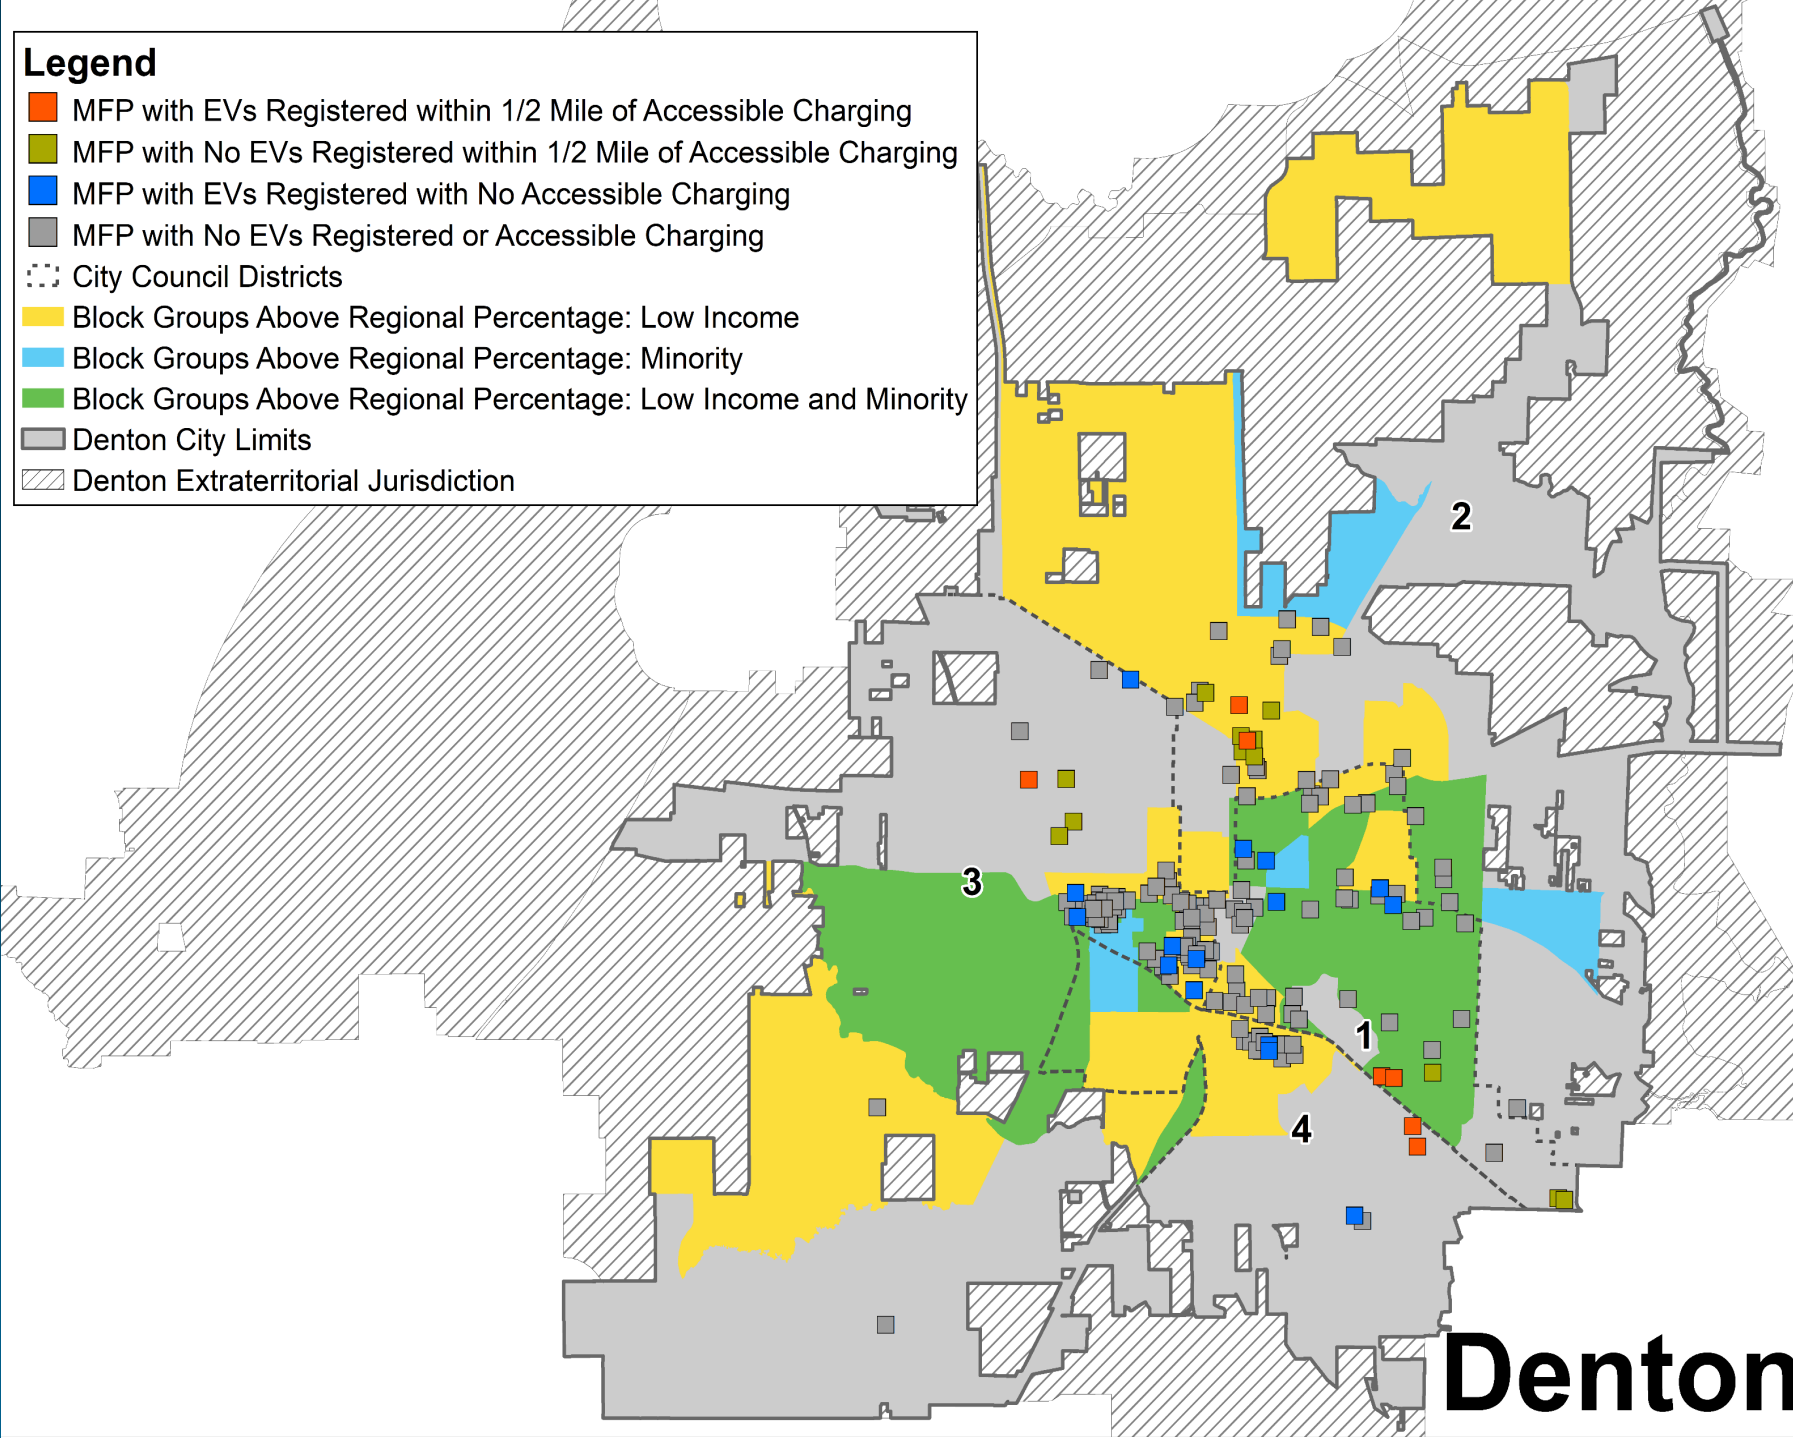 Legend
MFP with EVs Registered within 1/2 Mile of Accessible Charging
MFP with No EVs Registered within 1/2 Mile of Accessible Charging
MFP with EVs Registered with No Accessible Charging
MFP with No EVs Registered or Accessible Charging
City Council Districts
Block Groups Above Regional Percentage: Low Income
Block Groups Above Regional Percentage: Minority
Block Groups Above Regional Percentage: Low Income and Minority
Denton City Limits
Denton Extraterritorial Jurisdiction
2
3
1
4
Denton